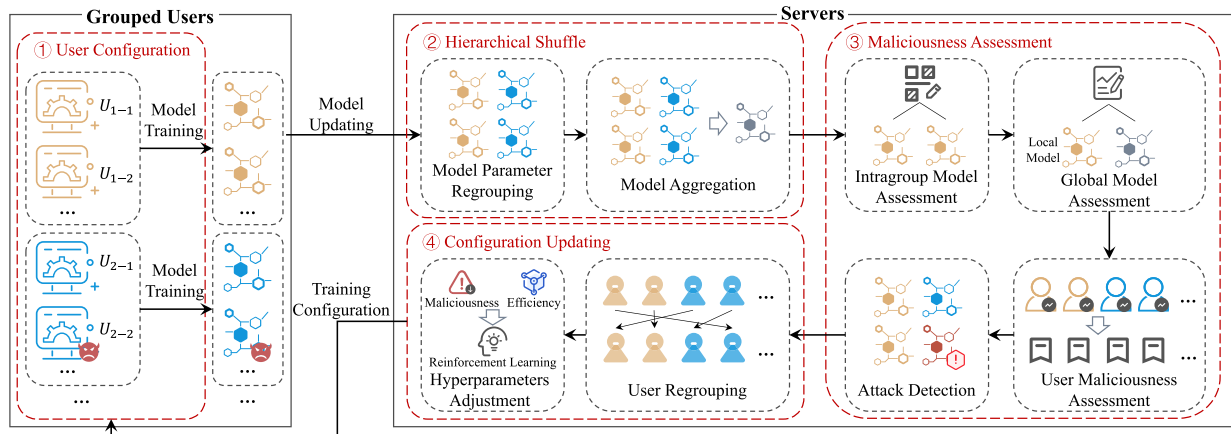 Grouped Users
① User Configuration
U1−1
Model
Training
U1−2
...
...
U2−1
Model
Training
U2−2
...
...
...
...
Model
Updating
Training
Configuration
Servers
② Hierarchical Shuffle
Model Parameter
Regrouping
Model Aggregation
③ Maliciousness Assessment
Intragroup Model
Assessment
Local
Model
Global Model
Assessment
...
...
User Maliciousness
Assessment
Attack Detection
④ Configuration Updating
Maliciousness
Efficiency
Reinforcement Learning
Hyperparameters
Adjustment
...
...
User Regrouping